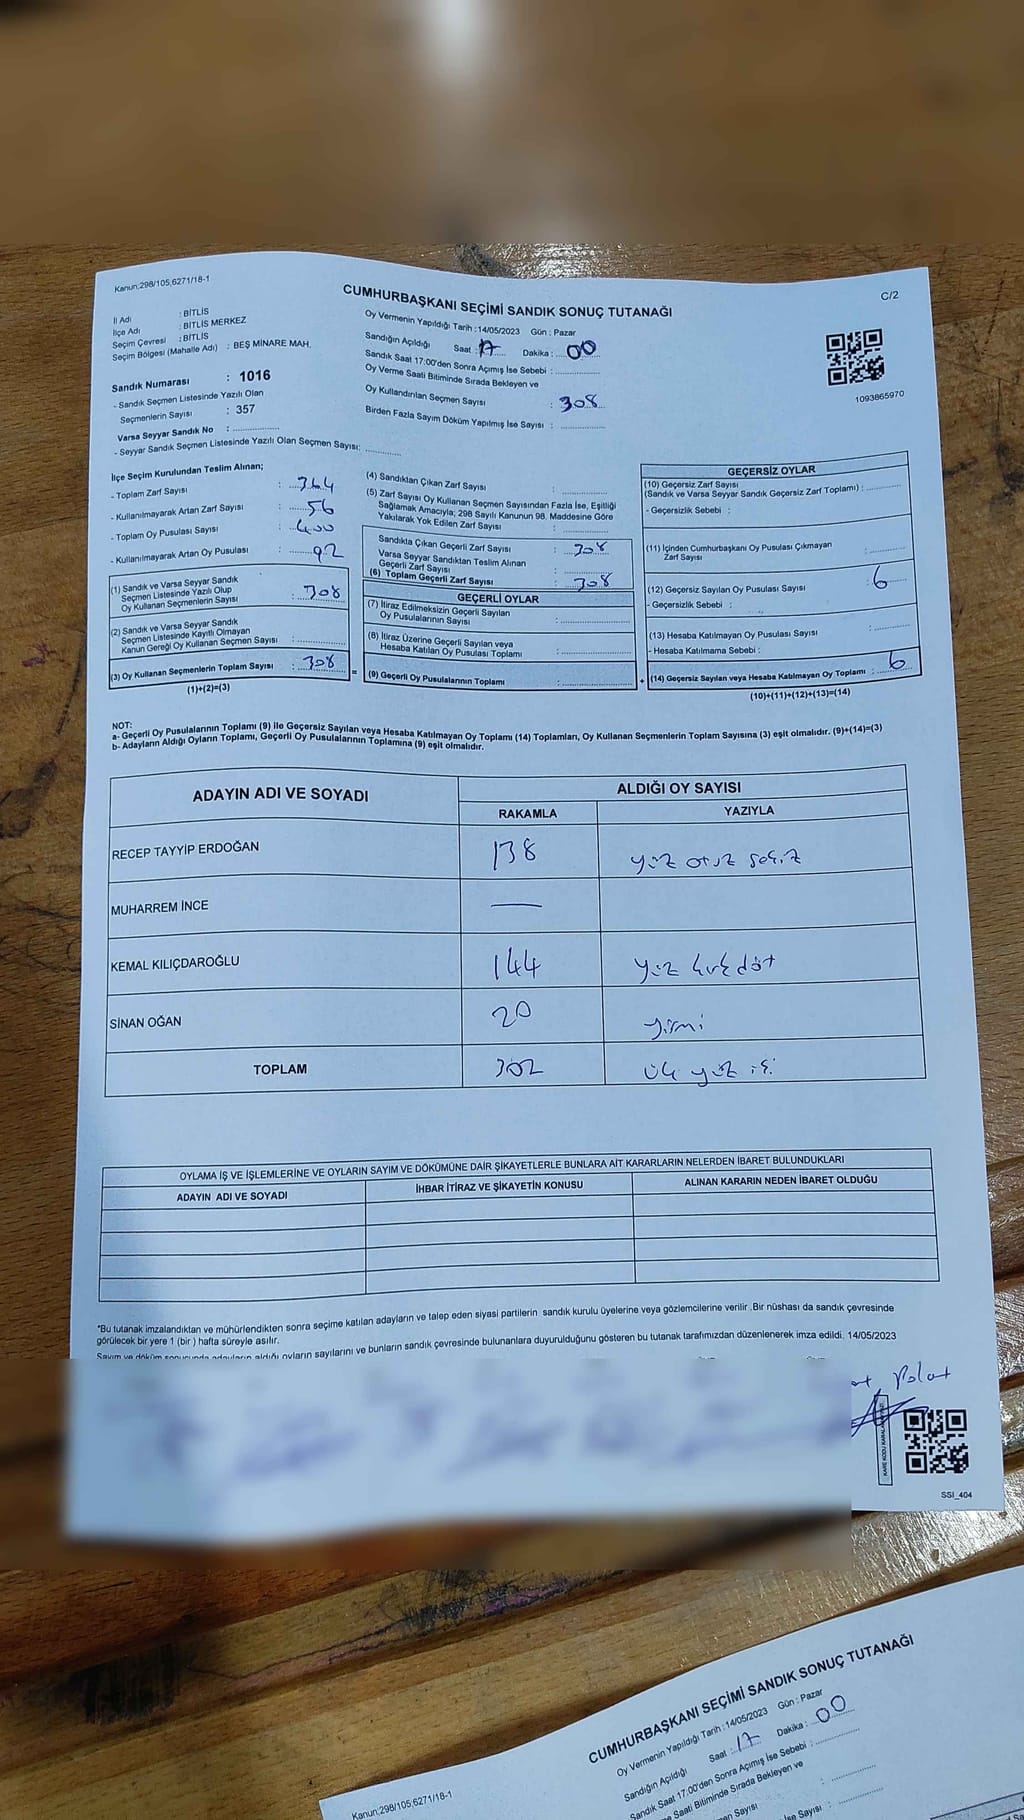 Kanun;298/105;6271/18-1
C/2
CUMHURBAŞKANI SEÇİMİ SANDIK SONUÇ TUTANAĞI
İl Adı : BİTLİS
İlçe Adı : BİTLİS MERKEZ
Seçim Çevresi : BİTLİS
Seçim Bölgesi (Mahalle Adı) : BEŞ MİNARE MAH.
Sandık Numarası : 1016
- Sandık Seçmen Listesinde Yazılı Olan
Seçmenlerin Sayısı : 357
Varsa Seyyar Sandık No :
- Seyyar Sandık Seçmen Listesinde Yazılı Olan Seçmen Sayısı:
Oy Vermenin Yapıldığı Tarih : 14/05/2023 Gün : Pazar
Sandığın Açıldığı Saat : 17 Dakika : 00
Sandık Saat 17:00'den Sonra Açımış İse Sebebi :
Oy Verme Saati Bitiminde Sırada Bekleyen ve
Oy Kullandırılan Seçmen Sayısı : 308
Birden Fazla Sayım Döküm Yapılmış İse Sayısı :
1093865970
İlçe Seçim Kurulundan Teslim Alınan;
- Toplam Zarf Sayısı : 364
- Kullanılmayarak Artan Zarf Sayısı : 56
- Toplam Oy Pusulası Sayısı : 400
- Kullanılmayarak Artan Oy Pusulası : 92
(1) Sandık ve Varsa Seyyar Sandık
Seçmen Listesinde Yazılı Olup
Oy Kullanan Seçmenlerin Sayısı : 308
(2) Sandık ve Varsa Seyyar Sandık
Seçmen Listesinde Kayıtlı Olmayan
Kanun Gereği Oy Kullanan Seçmen Sayısı :
(3) Oy Kullanan Seçmenlerin Toplam Sayısı : 308
(1)+(2)=(3)
(4) Sandıktan Çıkan Zarf Sayısı :
(5) Zarf Sayısı Oy Kullanan Seçmen Sayısından Fazla İse, Eşitliği
Sağlamak Amacıyla; 298 Sayılı Kanunun 98. Maddesine Göre
Yakılarak Yok Edilen Zarf Sayısı :
Sandıkta Çıkan Geçerli Zarf Sayısı : 308
Varsa Seyyar Sandıktan Teslim Alınan
Geçerli Zarf Sayısı :
(6) Toplam Geçerli Zarf Sayısı : 308
GEÇERLİ OYLAR
(7) İtiraz Edilmeksizin Geçerli Sayılan
Oy Pusulalarının Sayısı :
(8) İtiraz Üzerine Geçerli Sayılan veya
Hesaba Katılan Oy Pusulası Toplamı :
= (9) Geçerli Oy Pusulalarının Toplamı :
GEÇERSİZ OYLAR
(10) Geçersiz Zarf Sayısı
(Sandık ve Varsa Seyyar Sandık Geçersiz Zarf Toplamı) :
- Geçersizlik Sebebi :
(11) İçinden Cumhurbaşkanı Oy Pusulası Çıkmayan
Zarf Sayısı :
(12) Geçersiz Sayılan Oy Pusulası Sayısı : 6
- Geçersizlik Sebebi :
(13) Hesaba Katılmayan Oy Pusulası Sayısı :
- Hesaba Katılmama Sebebi :
+ (14) Geçersiz Sayılan veya Hesaba Katılmayan Oy Toplamı : 6
(10)+(11)+(12)+(13)=(14)
NOT:
a- Geçerli Oy Pusulalarının Toplamı (9) ile Geçersiz Sayılan veya Hesaba Katılmayan Oy Toplamı (14) Toplamları, Oy Kullanan Seçmenlerin Toplam Sayısına (3) eşit olmalıdır. (9)+(14)=(3)
b- Adayların Aldığı Oyların Toplamı, Geçerli Oy Pusulalarının Toplamına (9) eşit olmalıdır.
ADAYIN ADI VE SOYADI ALDIĞI OY SAYISI
RAKAMLA YAZIYLA
RECEP TAYYİP ERDOĞAN 138 yüz otuz sekiz
MUHARREM İNCE —
KEMAL KILIÇDAROĞLU 144 yüz kırk dört
SİNAN OĞAN 20 yirmi
TOPLAM 302 üç yüz iki
OYLAMA İŞ VE İŞLEMLERİNE VE OYLARIN SAYIM VE DÖKÜMÜNE DAİR ŞİKAYETLERLE BUNLARA AİT KARARLARIN NELERDEN İBARET BULUNDUKLARI
ADAYIN ADI VE SOYADI İHBAR İTİRAZ VE ŞİKAYETİN KONUSU ALINAN KARARIN NEDEN İBARET OLDUĞU
*Bu tutanak imzalandıktan ve mühürlendikten sonra seçime katılan adayların ve talep eden siyasi partilerin sandık kurulu üyelerine veya gözlemcilerine verilir .Bir nüshası da sandık çevresinde
görülecek bir yere 1 (bir ) hafta süreyle asılır.
Sayım ve döküm sonucunda adayların aldığı oyların sayılarını ve bunların sandık çevresinde bulunanlara duyurulduğunu gösteren bu tutanak tarafımızdan düzenlenerek imza edildi. 14/05/2023
Polat
SSI_404
CUMHURBAŞKANI SEÇİMİ SANDIK SONUÇ TUTANAĞI
Oy Vermenin Yapıldığı Tarih : 14/05/2023 Gün : Pazar
Sandığın Açıldığı Saat : 17 Dakika : 00
Sandık Saat 17:00'den Sonra Açımış İse Sebebi :
Saati Bitiminde Sırada Bekleyen ve
Kanun;298/105;6271/18-1